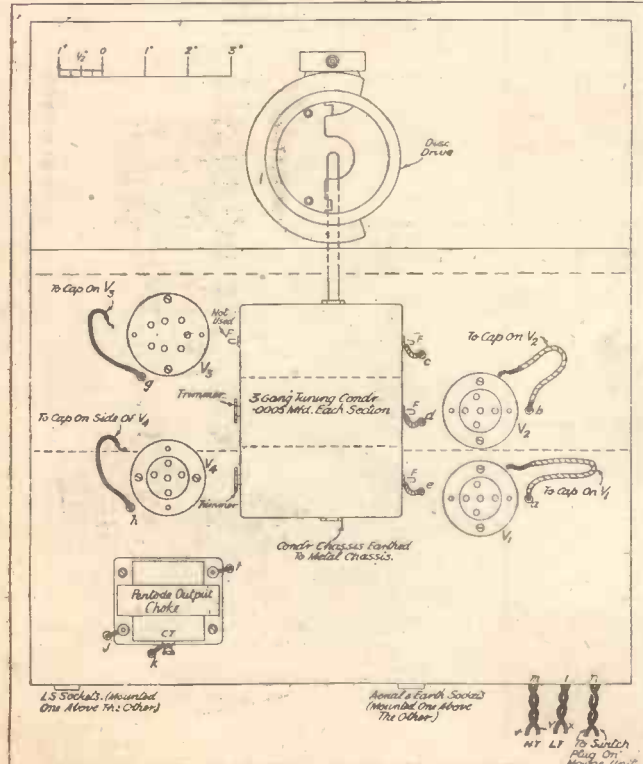 1" ½" 0 1" 2" 3"
Disc
Drive
To Cap On V3
Not
Used
F
F
To Cap On V2
g
V3
c
Trimmer
3 Gang Tuning Condr
·0005 Mfd. Each Section
F
d
b
V2
To Cap On Side Of V4
V4
Trimmer
F
e
a
To Cap On V1
h
V1
Condr Chassis Earthed
To Metal Chassis.
Pentode Output
Choke
j
CT
k
LS Sockets. (Mounted
One Above The Other)
Aerial & Earth Sockets
(Mounted One Above
The Other)
HT LT To Switch
Plug On